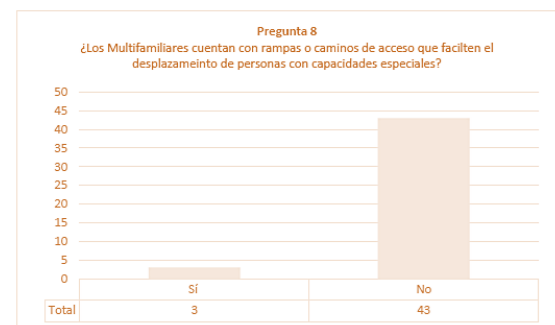 Pregunta 8
¿Los Multifamiliares cuentan con rampas o caminos de acceso que facilten el
desplazameinto de personas con capacidades especiales?
50
45
40
35
30
25
20
15
10
5
0
Sí No
Total 3 43